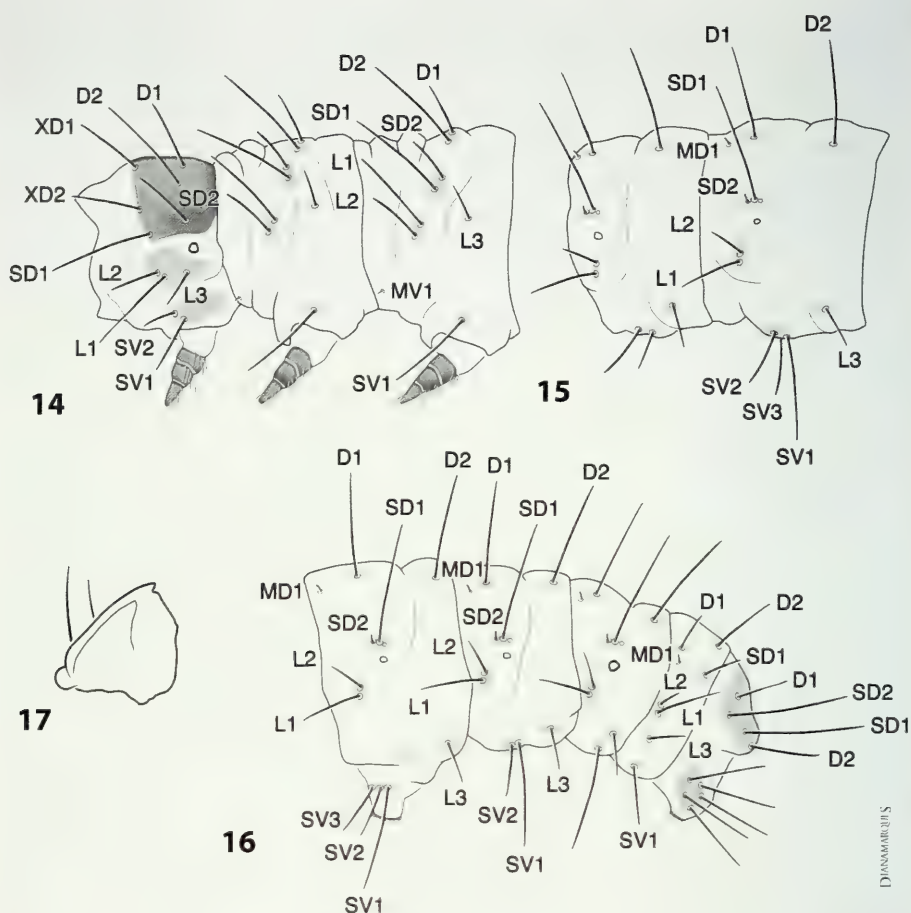 D2 D1
XD1
XD2
SD2
SD1
L2
L3
L1
SV2
SV1
D2 D1
SD1 SD2
L1
L2
L3
MV1
SV1
14
D1 D2
SD1
MD1
SD2
L2
L1
L3
SV2
SV3
SV1
15
D1 D2 D1 D2
SD1 SD1
MD1 MD1
SD2 SD2
L2 L2
L1 L1
L3 L3
SV3
SV2
SV1
SV2
SV1
D1 D2
MD1
SD1
L2
D1
L1
SD2
SD1
L3
D2
SV1
16
17
DIANAMARQUES